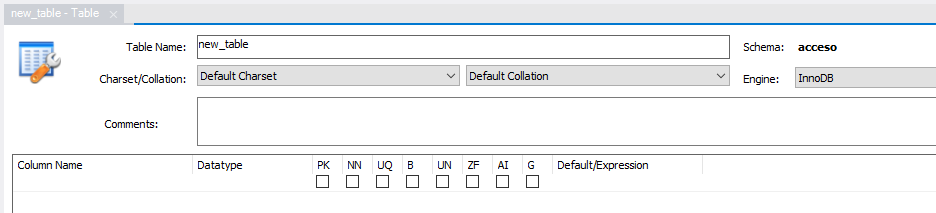 new_table - Table ×
Table Name: new_table Schema: acceso
Charset/Collation: Default Charset Default Collation Engine: InnoDB
Comments:
Column Name Datatype PK NN UQ B UN ZF AI G Default/Expression